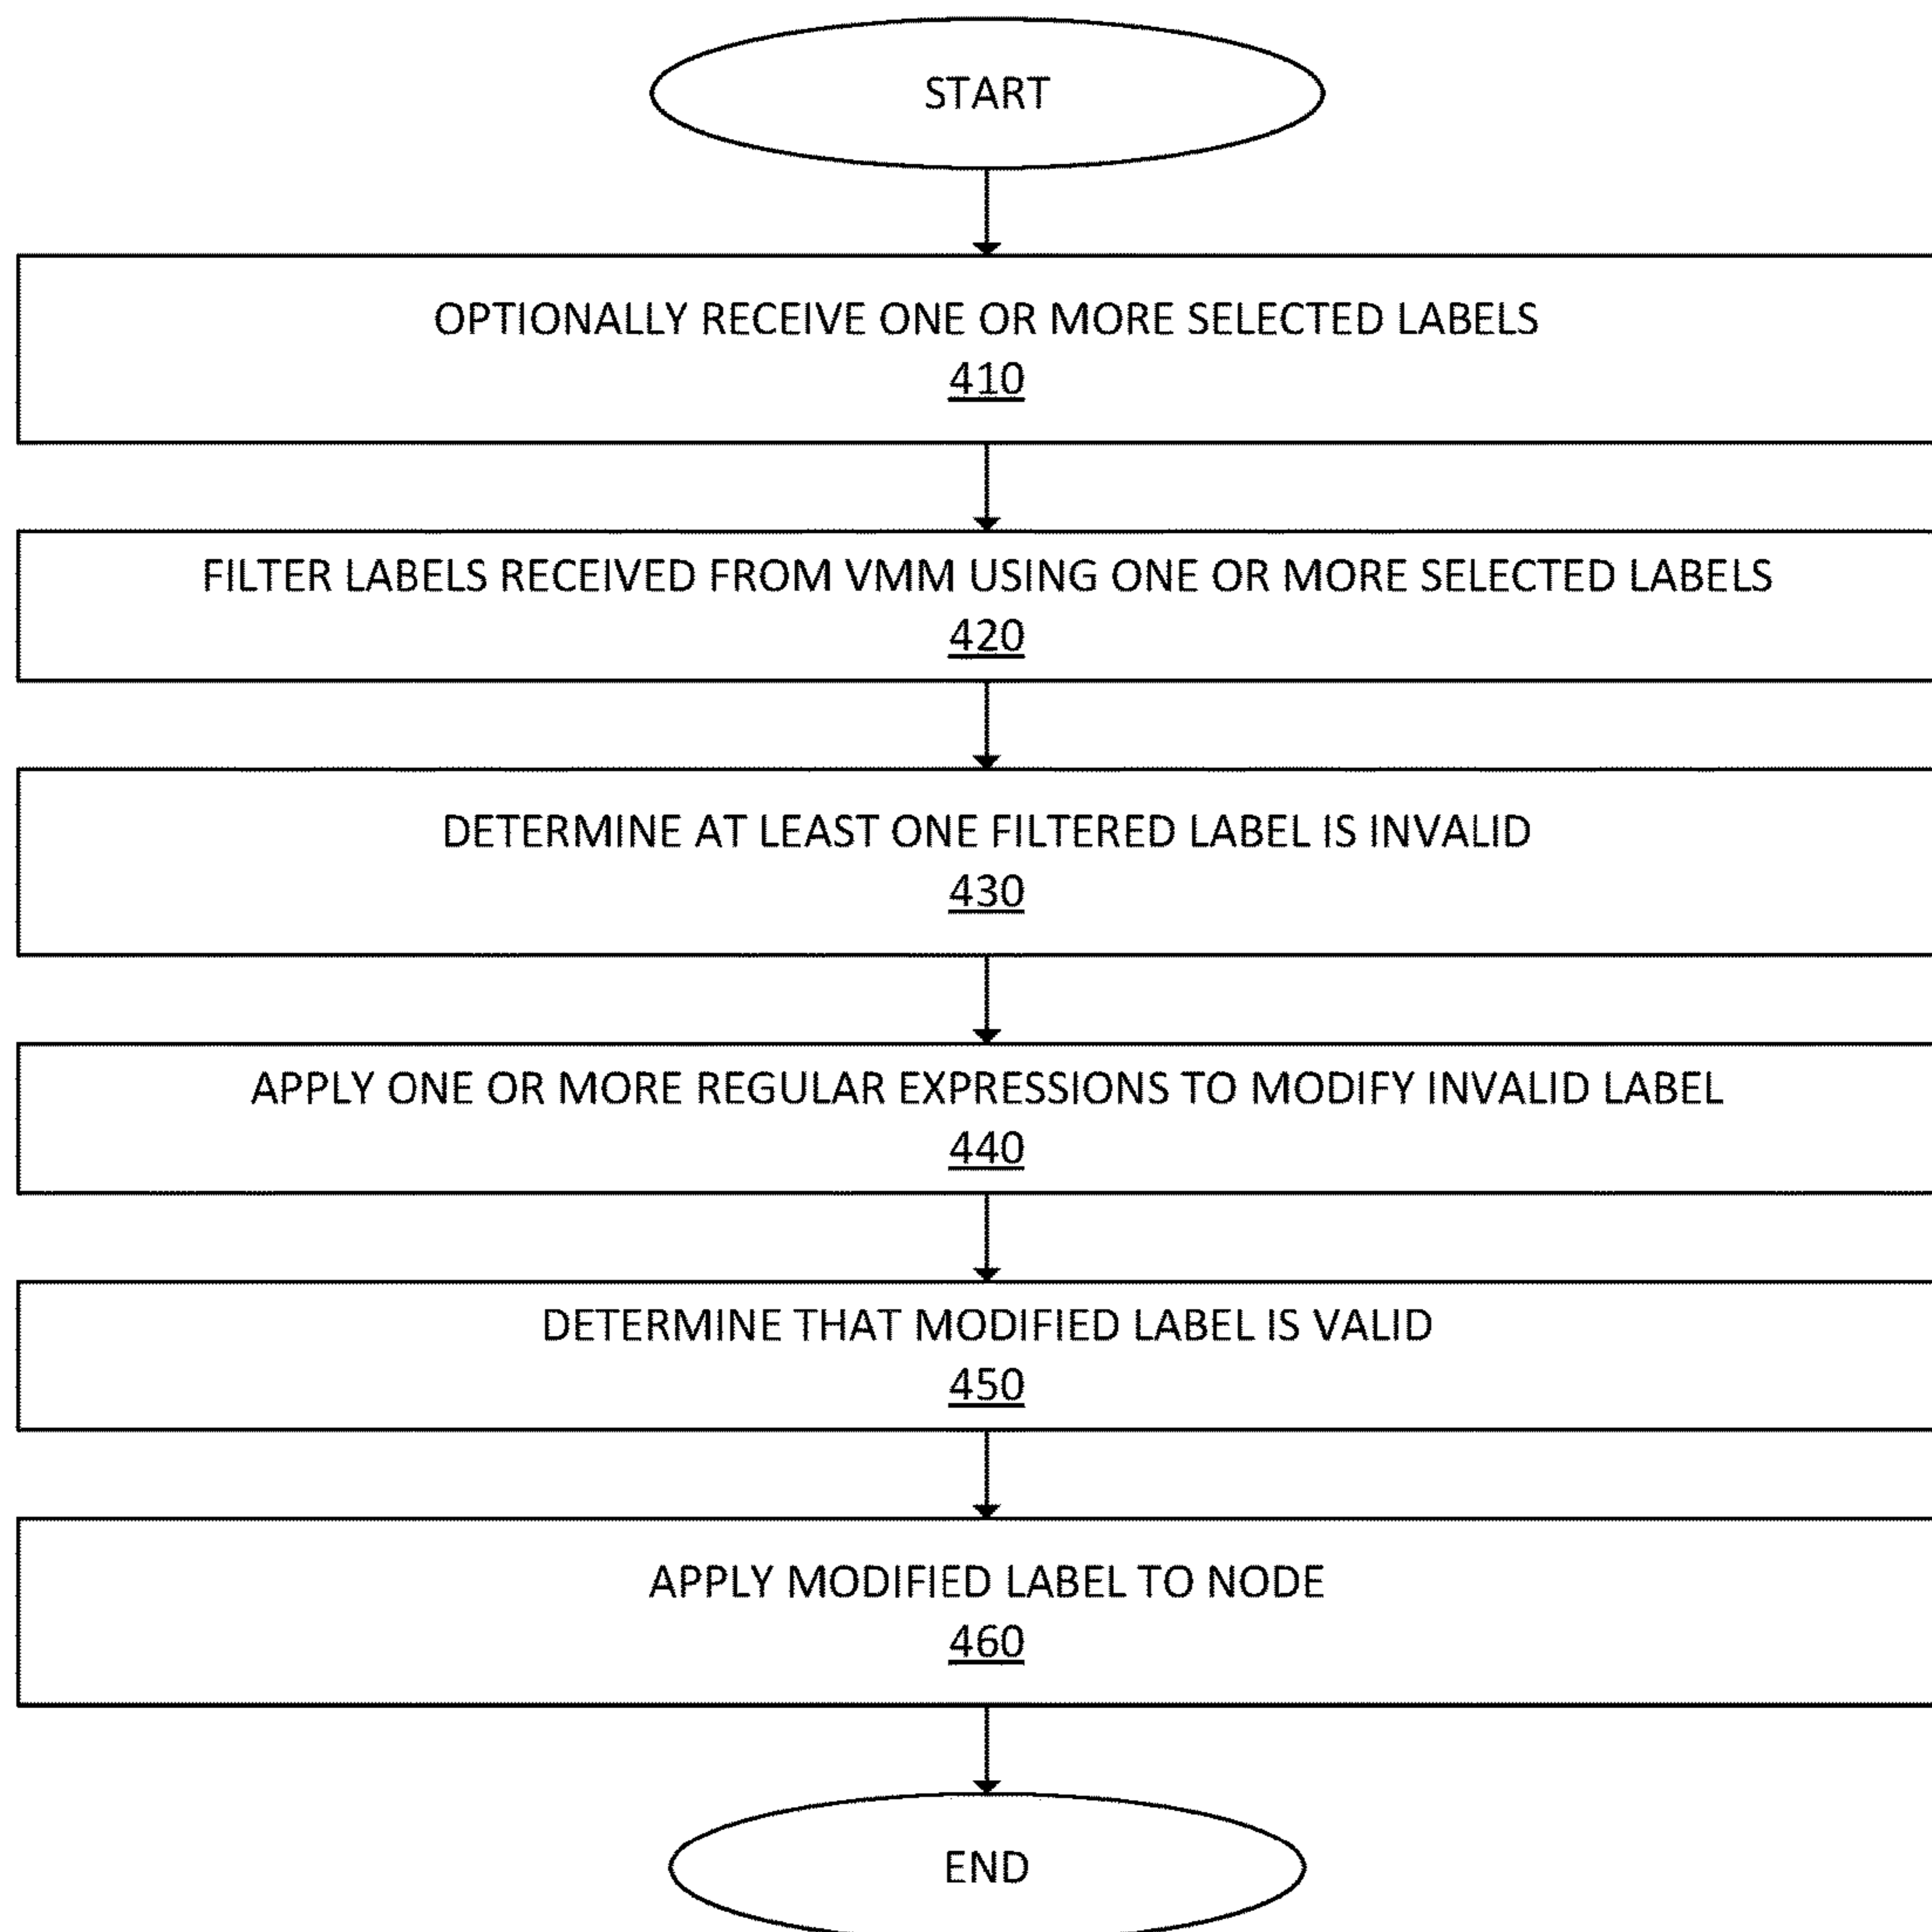 START
OPTIONALLY RECEIVE ONE OR MORE SELECTED LABELS
410
FILTER LABELS RECEIVED FROM VMM USING ONE OR MORE SELECTED LABELS
420
DETERMINE AT LEAST ONE FILTERED LABEL IS INVALID
430
APPLY ONE OR MORE REGULAR EXPRESSIONS TO MODIFY INVALID LABEL
440
DETERMINE THAT MODIFIED LABEL IS VALID
450
APPLY MODIFIED LABEL TO NODE
460
END